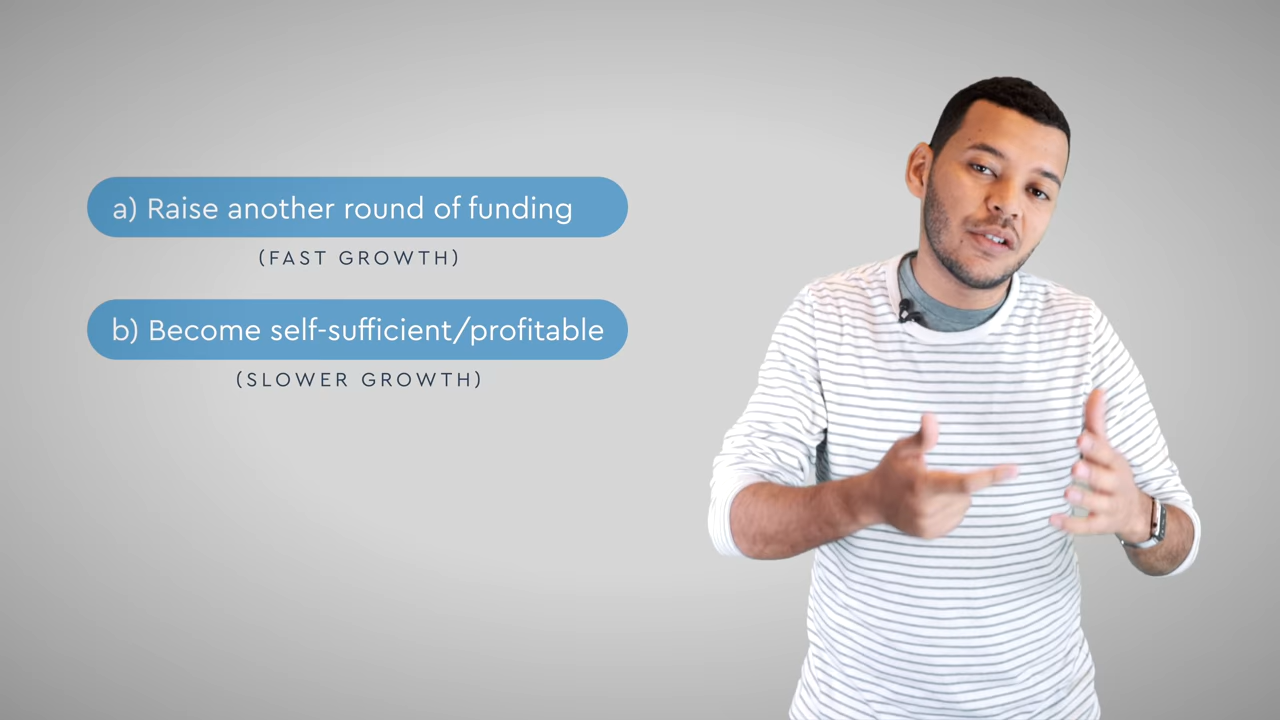 a) Raise another round of funding
(FAST GROWTH)
b) Become self-sufficient/profitable
(SLOWER GROWTH)